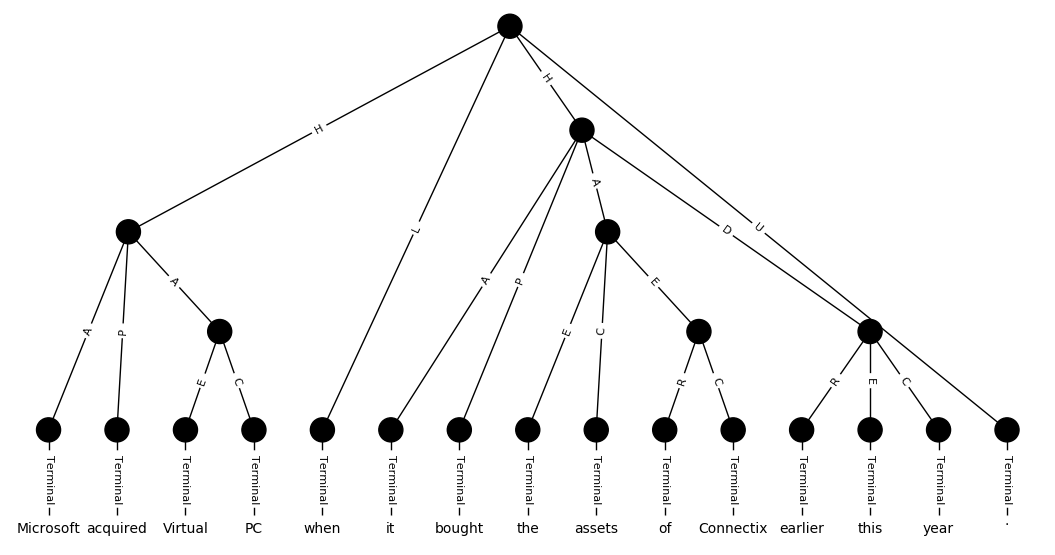 H
H
A
L
U
D
A
A
P
E
A
P
E
C
E
C
R
C
R
E
C
Terminal Terminal Terminal Terminal Terminal Terminal Terminal Terminal Terminal Terminal Terminal Terminal Terminal Terminal Terminal
Microsoft acquired Virtual PC when it bought the assets of Connectix earlier this year .